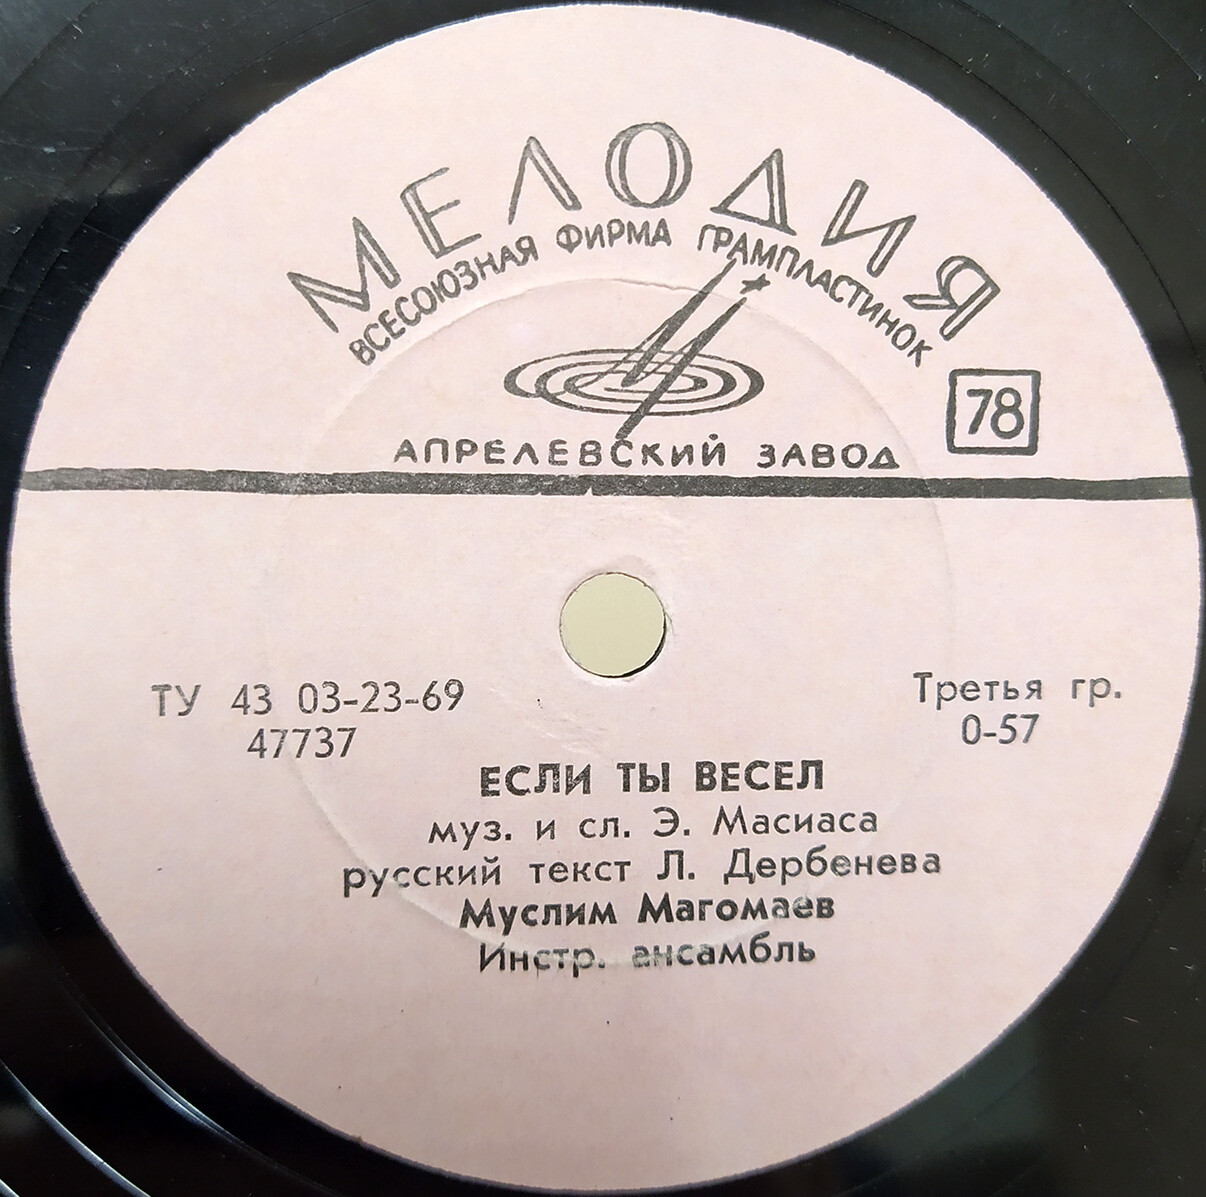 МЕЛОДИЯ
ВСЕСОЮЗНАЯ ФИРМА ГРАМПЛАСТИНОК
78
АПРЕЛЕВСКИЙ ЗАВОД
ТУ 43 03-23-69
47737
Третья гр.
0-57
ЕСЛИ ТЫ ВЕСЕЛ
муз. и сл. Э. Масиаса
русский текст Л. Дербенева
Муслим Магомаев
Инстр. ансамбль